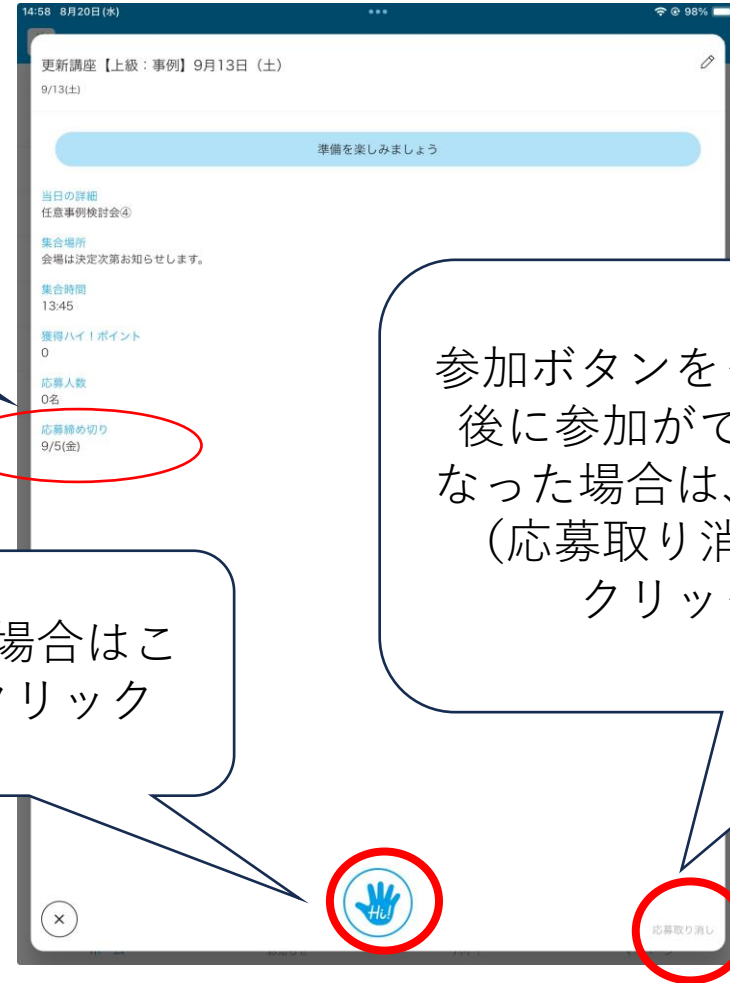 14:58 8月20日(水)
98%
更新講座【上級：事例】9月13日（土）
9/13(土)
準備を楽しみましょう
当日の詳細
任意事例検討会④
集合場所
会場は決定次第お知らせします。
集合時間
13:45
獲得ハイ！ポイント
0
応募人数
0名
応募締め切り
9/5(金)
参加ボタンを
後に参加がで
なった場合は、
（応募取り消
クリッ
場合はこ
クリック
Hi!
応募取り消し